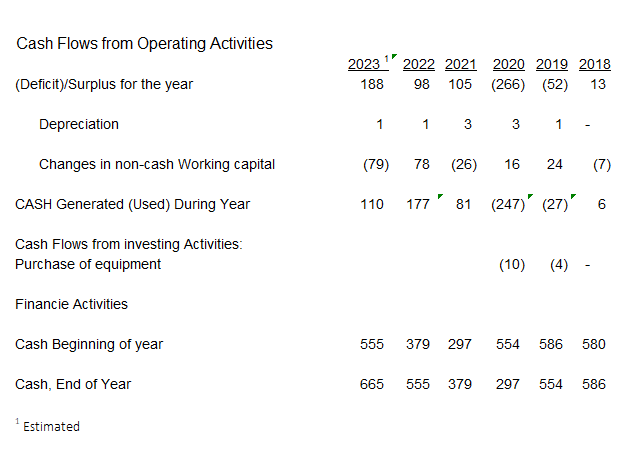 Cash Flows from Operating Activities
2023 ¹ 2022 2021 2020 2019 2018
(Deficit)/Surplus for the year 188 98 105 (266) (52) 13
Depreciation 1 1 3 3 1 -
Changes in non-cash Working capital (79) 78 (26) 16 24 (7)
CASH Generated (Used) During Year 110 177 81 (247) (27) 6
Cash Flows from investing Activities:
Purchase of equipment (10) (4) -
Financie Activities
Cash Beginning of year 555 379 297 554 586 580
Cash, End of Year 665 555 379 297 554 586
¹ Estimated